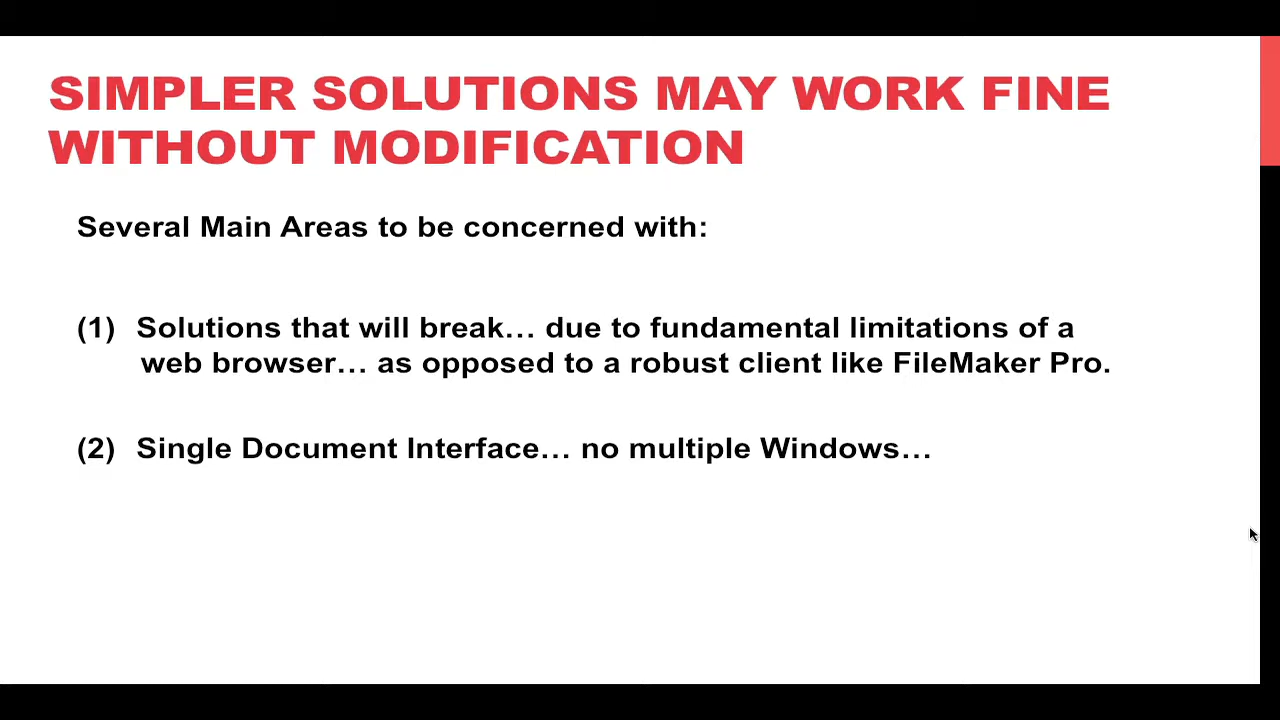 SIMPLER SOLUTIONS MAY WORK FINE
WITHOUT MODIFICATION
Several Main Areas to be concerned with:
(1) Solutions that will break… due to fundamental limitations of a
web browser… as opposed to a robust client like FileMaker Pro.
(2) Single Document Interface… no multiple Windows…